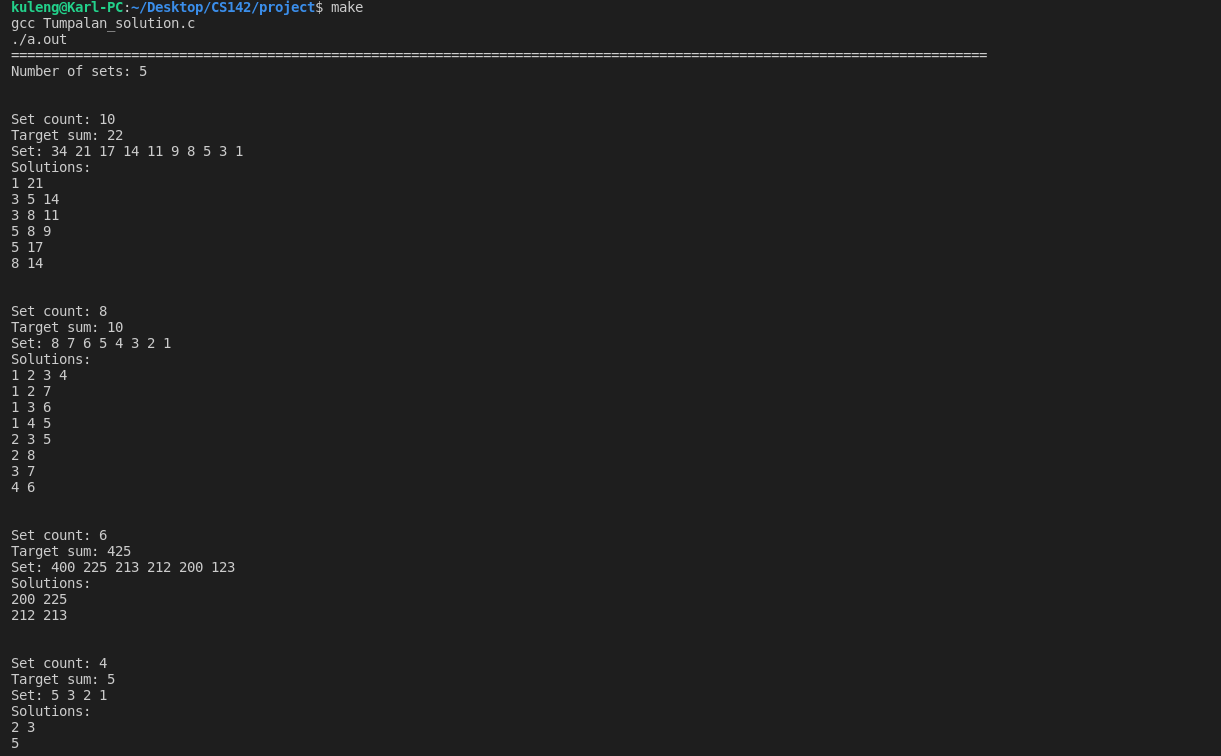 kuleng@Karl-PC:~/Desktop/CS142/project$ make
gcc Tumpalan_solution.c
./a.out
==========================================================================================================================
Number of sets: 5
Set count: 10
Target sum: 22
Set: 34 21 17 14 11 9 8 5 3 1
Solutions:
1 21
3 5 14
3 8 11
5 8 9
5 17
8 14
Set count: 8
Target sum: 10
Set: 8 7 6 5 4 3 2 1
Solutions:
1 2 3 4
1 2 7
1 3 6
1 4 5
2 3 5
2 8
3 7
4 6
Set count: 6
Target sum: 425
Set: 400 225 213 212 200 123
Solutions:
200 225
212 213
Set count: 4
Target sum: 5
Set: 5 3 2 1
Solutions:
2 3
5